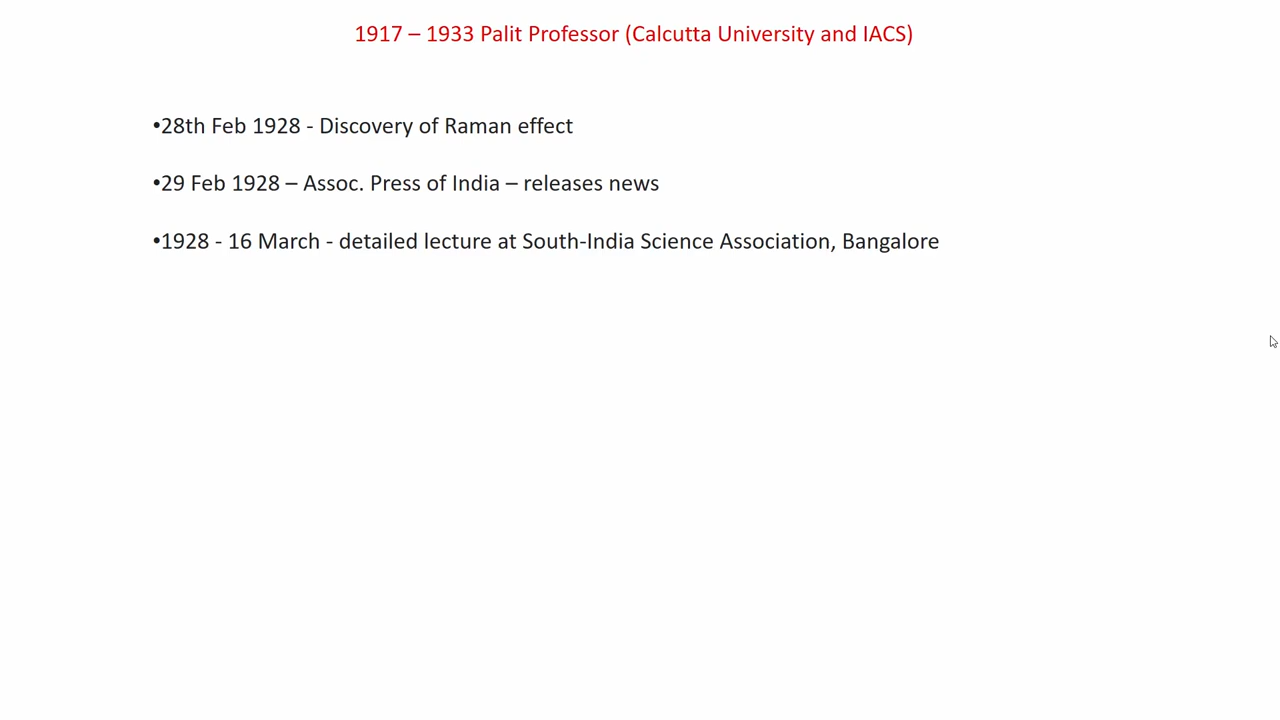 1917 – 1933 Palit Professor (Calcutta University and IACS)
•28th Feb 1928 - Discovery of Raman effect
•29 Feb 1928 – Assoc. Press of India – releases news
•1928 - 16 March - detailed lecture at South-India Science Association, Bangalore